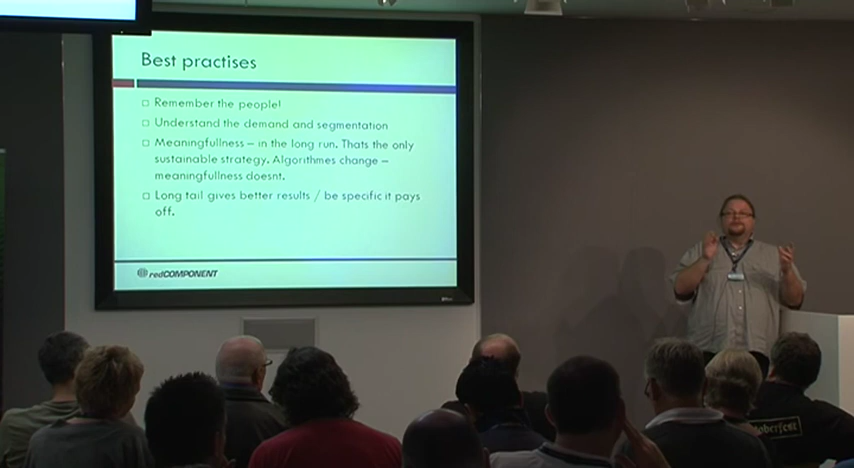 Best practises
Remember the people!
Understand the demand and segmentation
Meaningfullness – in the long run. Thats the only
sustainable strategy. Algorithmes change –
meaningfullness doesnt.
Long tail gives better results / be specific it pays
off.
redCOMPONENT
toberfest